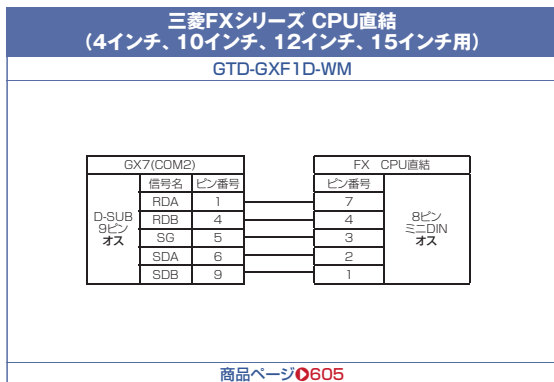 三菱FXシリーズ CPU直結
（4インチ、10インチ、12インチ、15インチ用）
GTD-GXF1D-WM
GX7(COM2) FX CPU直結
信号名 ピン番号 ピン番号
RDA 1 7
RDB 4 4
SG 5 3
SDA 6 2
SDB 9 1
D-SUB
9ピン
オス
8ピン
ミニDIN
オス
商品ページ605